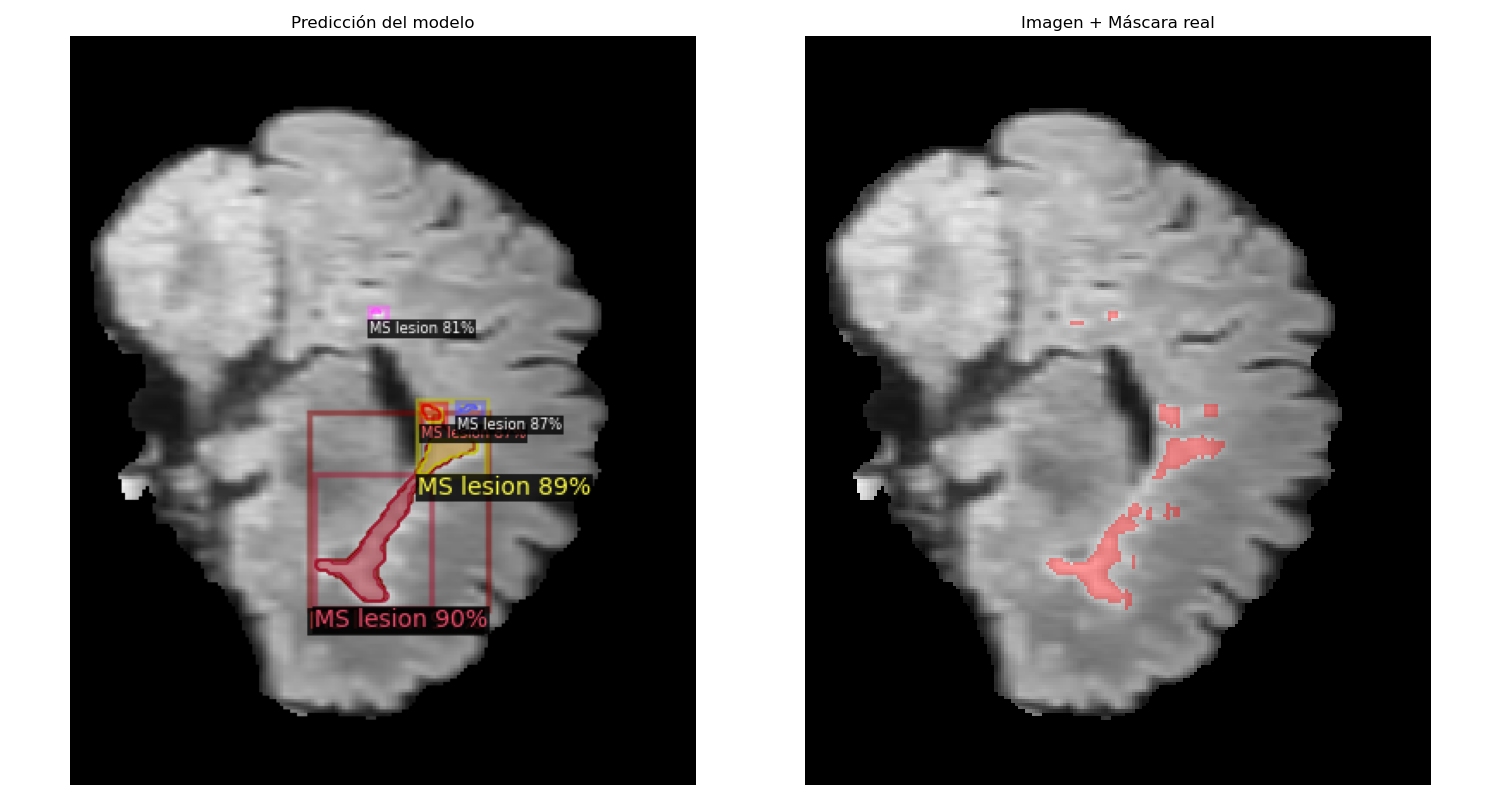 Predicción del modelo
Imagen + Máscara real
MS lesion 81%
MS lesion 87%
MS lesion 87%
MS lesion 89%
MS lesion 90%